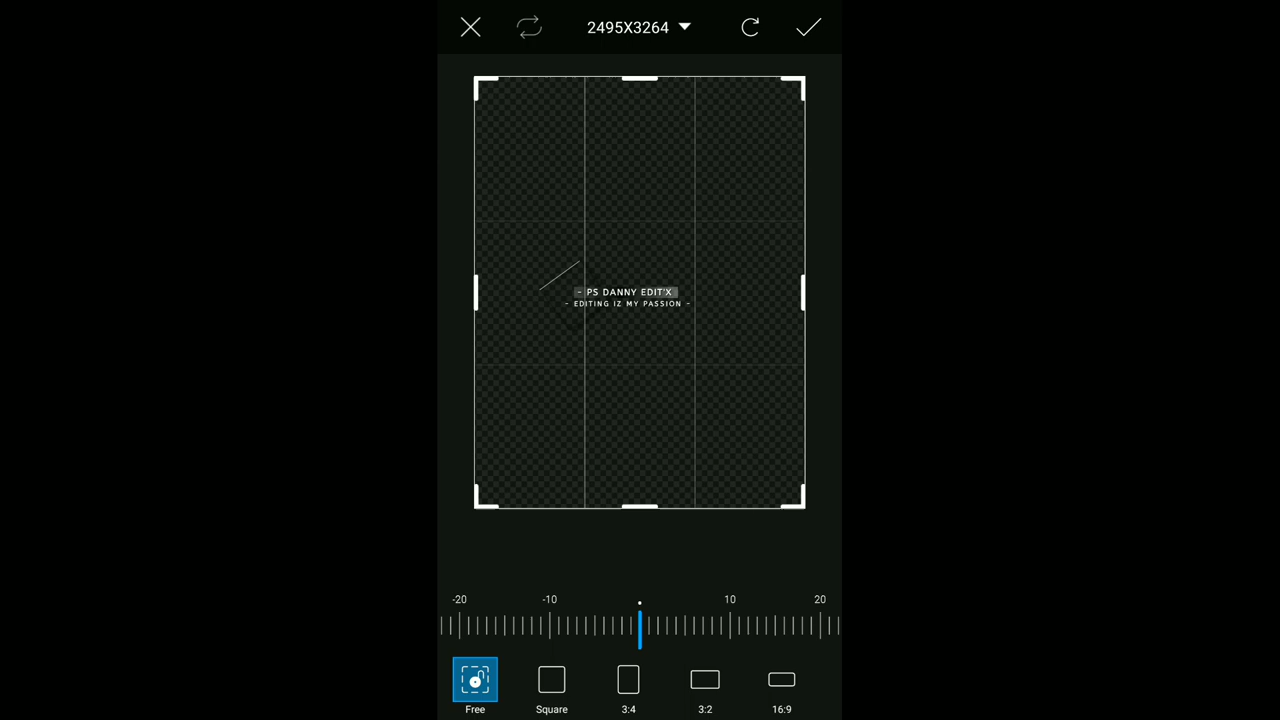 2495X3264
- PS DANNY EDIT'X -
- EDITING IZ MY PASSION -
-20 -10 10 20
Free Square 3:4 3:2 16:9